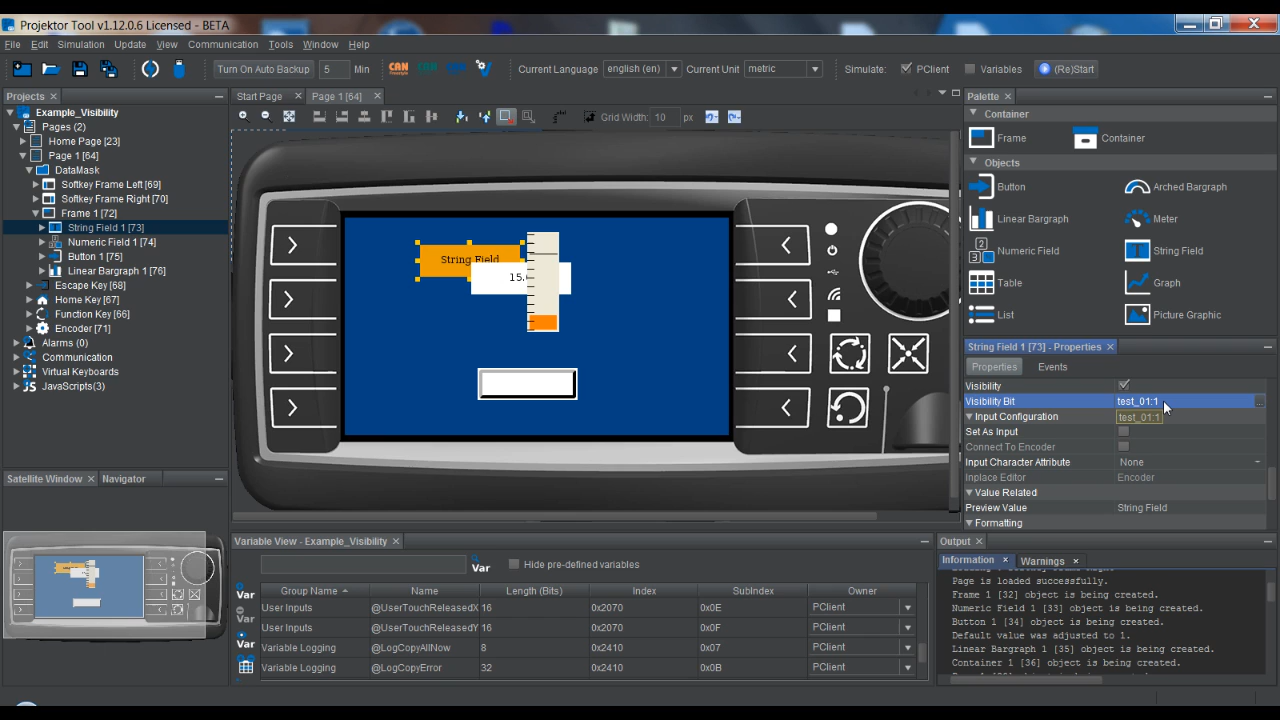 Projektor Tool v1.12.0.6 Licensed - BETA
File Edit Simulation Update View Communication Tools Window Help
Turn On Auto Backup 5 Min CAN Current Language english (en) Current Unit metric Simulate: PClient Variables (Re)Start
Projects
Example_Visibility
Pages (2)
Home Page [23]
Page 1 [64]
DataMask
Softkey Frame Left [69]
Softkey Frame Right [70]
Frame 1 [72]
String Field 1 [73]
Numeric Field 1 [74]
Button 1 [75]
Linear Bargraph 1 [76]
Escape Key [68]
Home Key [67]
Function Key [66]
Encoder [71]
Alarms (0)
Communication
Virtual Keyboards
JS JavaScripts(3)
Satellite Window Navigator
Start Page Page 1 [64]
Grid Width: 10 px
String Field
15.
Variable View - Example_Visibility
Var Hide pre-defined variables
Var
Var
Var
Group Name Name Length (Bits) Index SubIndex Owner
User Inputs @UserTouchReleasedX 16 0x2070 0x0E PClient
User Inputs @UserTouchReleasedY 16 0x2070 0x0F PClient
Variable Logging @LogCopyAllNow 8 0x2410 0x07 PClient
Variable Logging @LogCopyError 32 0x2410 0x0B PClient
Palette
Container
Frame Container
Objects
Button Arched Bargraph
Linear Bargraph Meter
Numeric Field String Field
Table Graph
List Picture Graphic
String Field 1 [73] - Properties
Properties Events
Visibility
Visibility Bit test_01:1 ...
Input Configuration test_01:1
Set As Input
Connect To Encoder
Input Character Attribute None
Inplace Editor Encoder
Value Related
Preview Value String Field
Formatting
Output
Information Warnings
Page is loaded successfully.
Frame 1 [32] object is being created.
Numeric Field 1 [33] object is being created.
Button 1 [34] object is being created.
Default value was adjusted to 1.
Linear Bargraph 1 [35] object is being created.
Container 1 [36] object is being created.